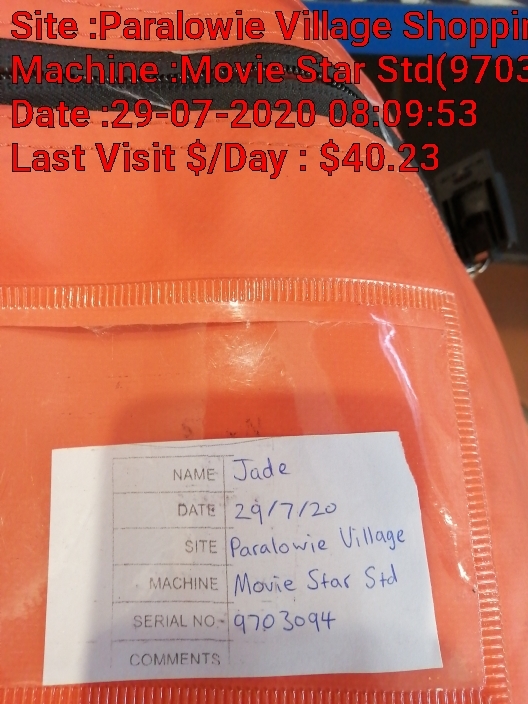 Site :Paralowie Village Shoppin
Machine :Movie Star Std(9703
Date :29-07-2020 08:09:53
Last Visit $/Day : $40.23
NAME Jade
DATE 29/7/20
SITE Paralowie Village
MACHINE Movie Star Std
SERIAL NO 9703094
COMMENTS